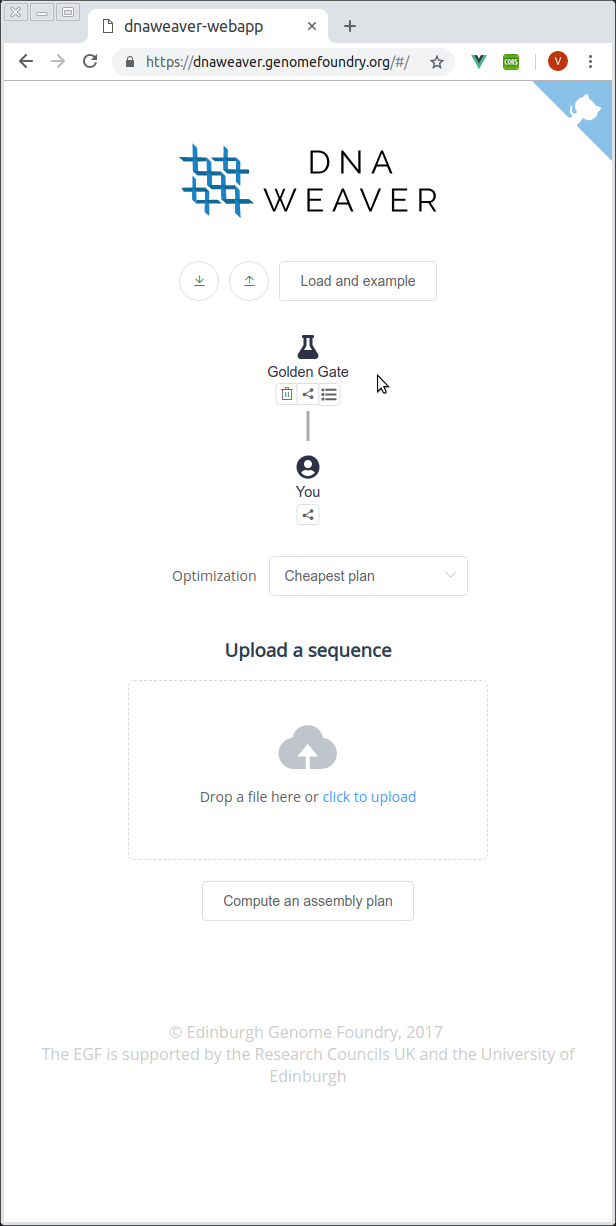 dnaweaver-webapp
https://dnaweaver.genomefoundry.org/#/
CORS
V
DNA
WEAVER
Load and example
Golden Gate
You
Optimization
Cheapest plan
Upload a sequence
Drop a file here or click to upload
Compute an assembly plan
© Edinburgh Genome Foundry, 2017
The EGF is supported by the Research Councils UK and the University of
Edinburgh